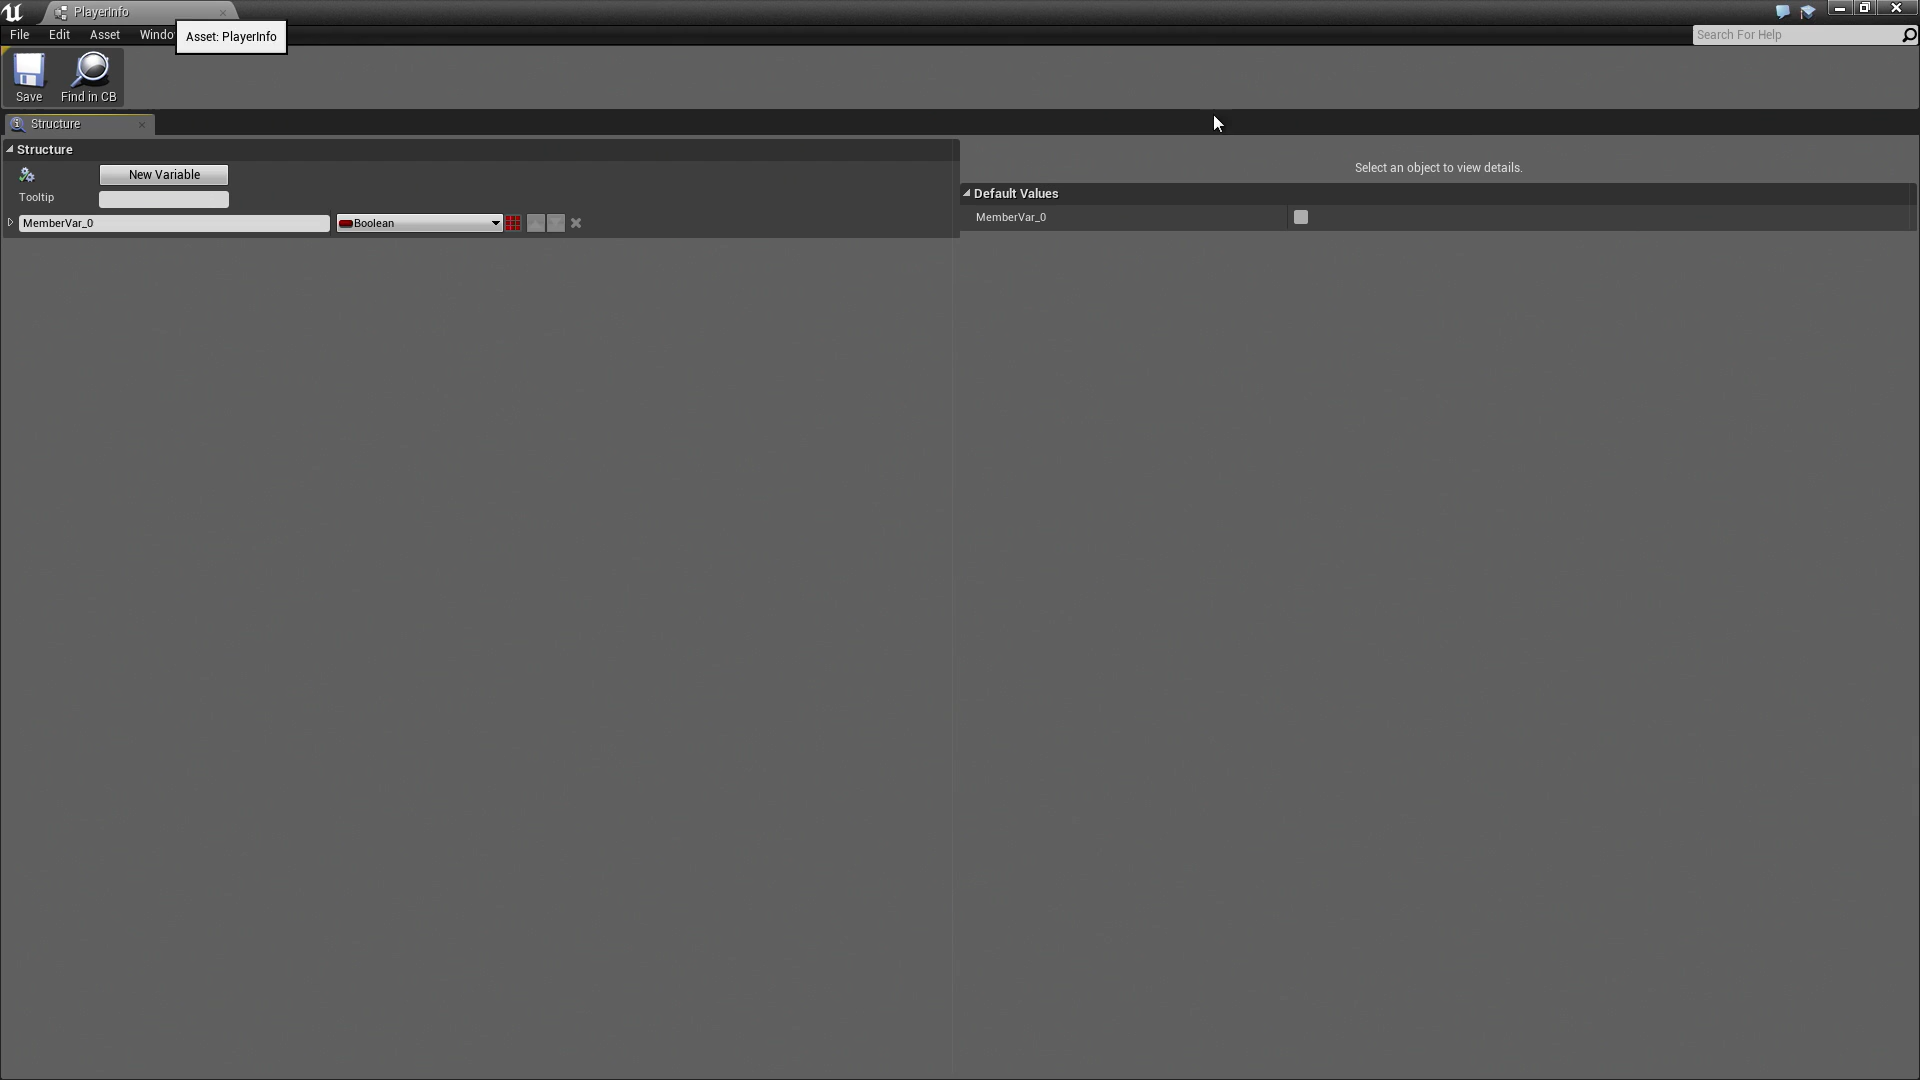 PlayerInfo
File Edit Asset Windo
Asset: PlayerInfo
Search For Help
Save Find in CB
Structure
Structure
New Variable
Tooltip
MemberVar_0 Boolean
Select an object to view details.
Default Values
MemberVar_0